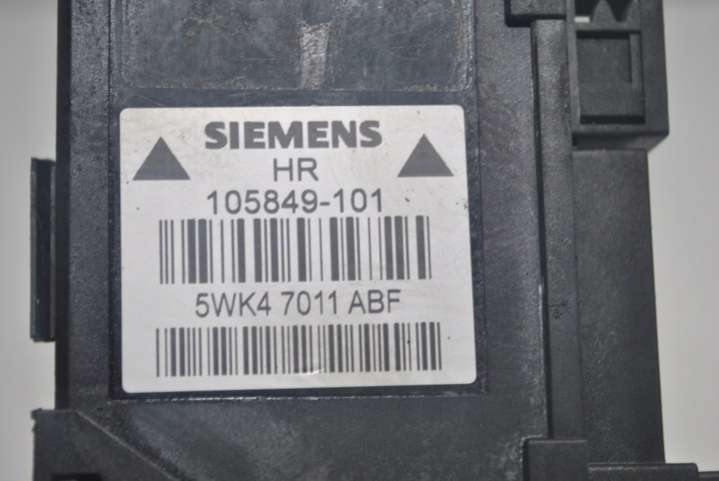 SIEMENS
HR
105849-101
5WK4 7011 ABF